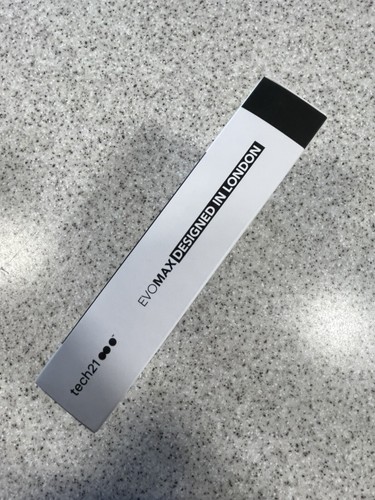 EVOMAX DESIGNED IN LONDON
tech21